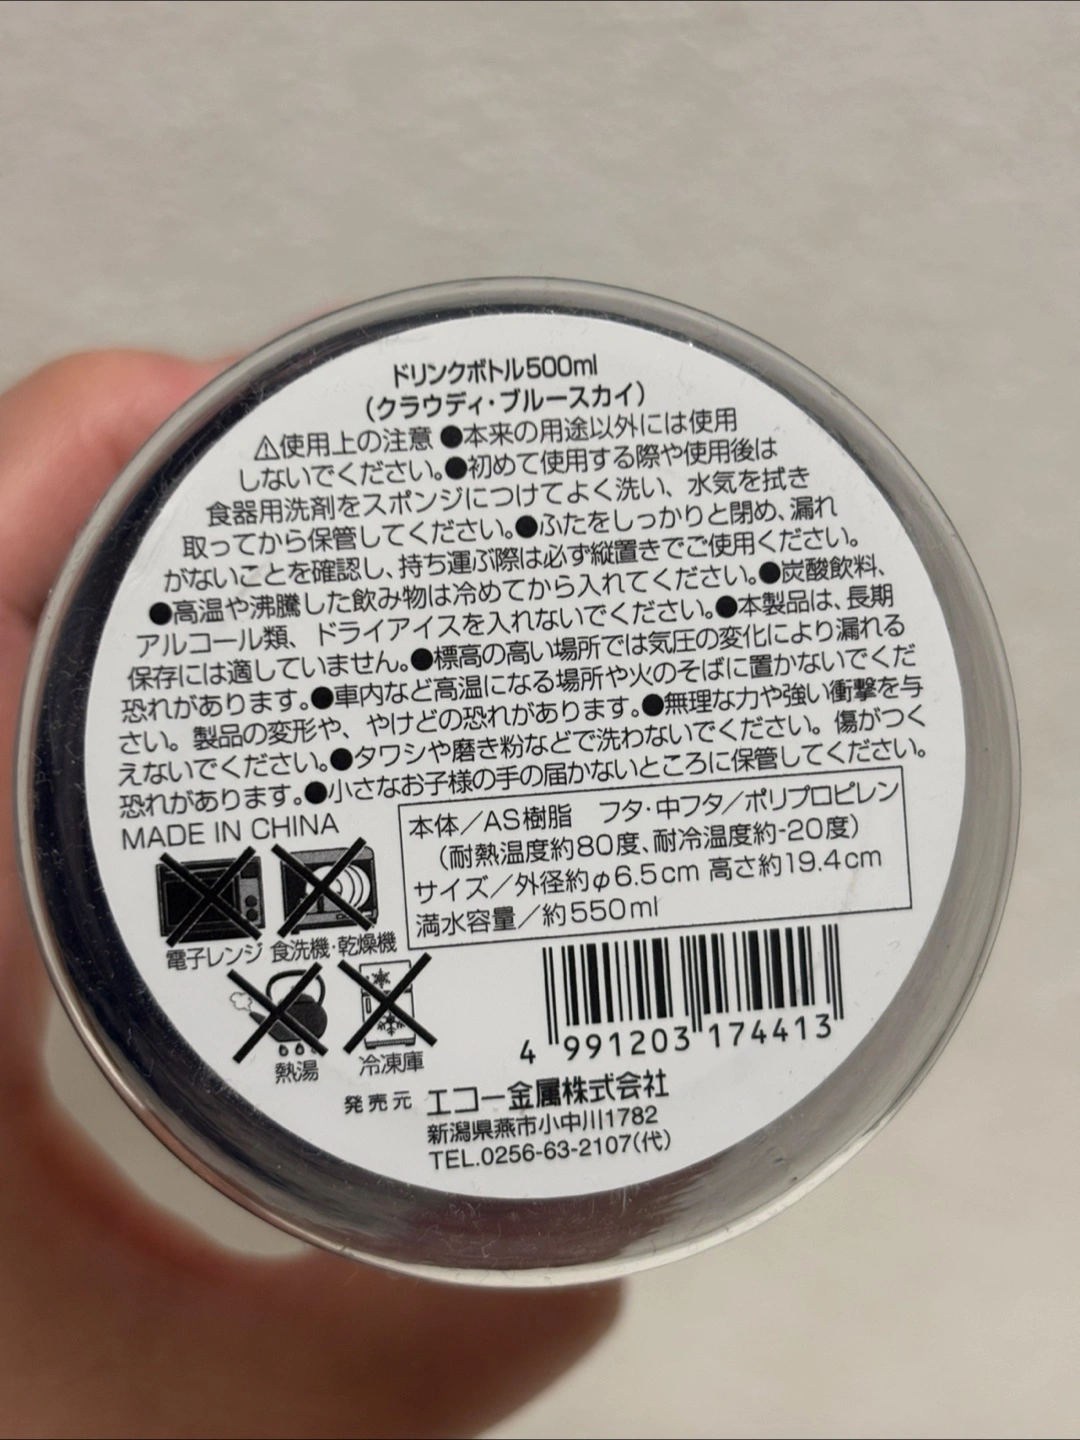 ドリンクボトル500ml
（クラウディ・ブルースカイ）
⚠使用上の注意 ●本来の用途以外には使用
しないでください。●初めて使用する際や使用後は
食器用洗剤をスポンジにつけてよく洗い、水気を拭き
取ってから保管してください。●ふたをしっかりと閉め、漏れ
がないことを確認し、持ち運ぶ際は必ず縦置きでご使用ください。
●高温や沸騰した飲み物は冷めてから入れてください。●炭酸飲料、
アルコール類、ドライアイスを入れないでください。●本製品は、長期
保存には適していません。●標高の高い場所では気圧の変化により漏れる
恐れがあります。●車内など高温になる場所や火のそばに置かないでくだ
さい。製品の変形や、やけどの恐れがあります。●無理な力や強い衝撃を与
えないでください。●タワシや磨き粉などで洗わないでください。傷がつく
恐れがあります。●小さなお子様の手の届かないところに保管してください。
MADE IN CHINA
本体／AS樹脂 フタ・中フタ／ポリプロピレン
（耐熱温度約80度、耐冷温度約-20度）
サイズ／外径約φ6.5cm 高さ約19.4cm
満水容量／約550ml
電子レンジ 食洗機・乾燥機
熱湯 冷凍庫
4 991203 174413
発売元 エコー金属株式会社
新潟県燕市小中川1782
TEL.0256-63-2107(代)